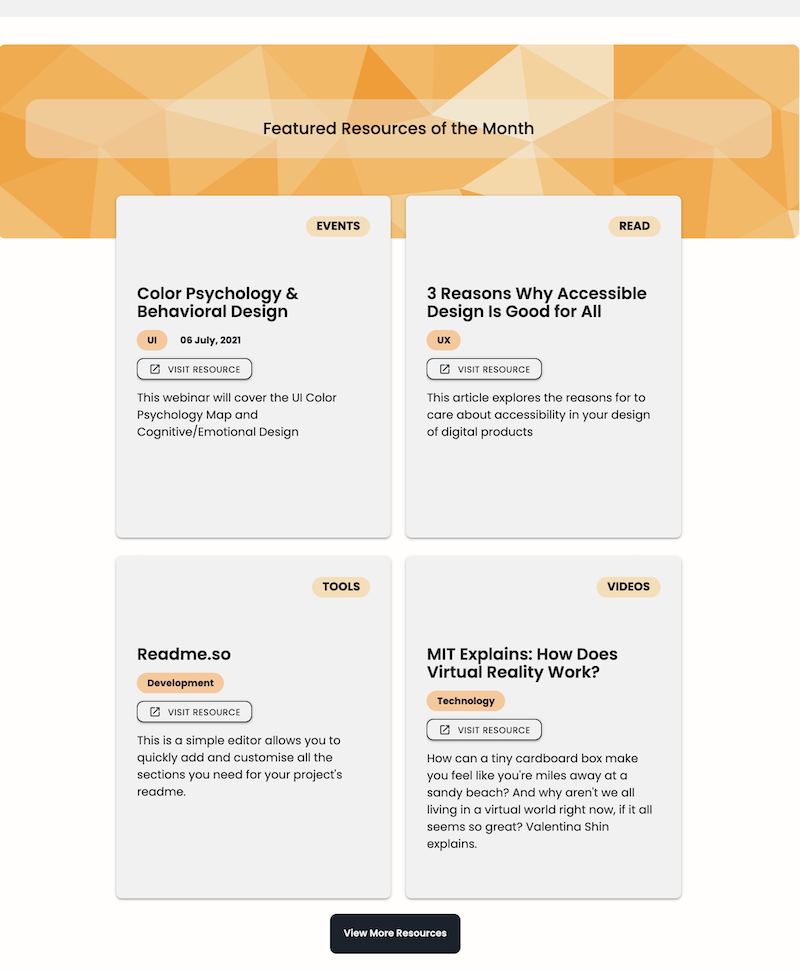 Featured Resources of the Month
EVENTS
Color Psychology &
Behavioral Design
UI 06 July, 2021
VISIT RESOURCE
This webinar will cover the UI Color
Psychology Map and
Cognitive/Emotional Design
READ
3 Reasons Why Accessible
Design Is Good for All
UX
VISIT RESOURCE
This article explores the reasons for to
care about accessibility in your design
of digital products
TOOLS
Readme.so
Development
VISIT RESOURCE
This is a simple editor allows you to
quickly add and customise all the
sections you need for your project's
readme.
VIDEOS
MIT Explains: How Does
Virtual Reality Work?
Technology
VISIT RESOURCE
How can a tiny cardboard box make
you feel like you're miles away at a
sandy beach? And why aren't we all
living in a virtual world right now, if it all
seems so great? Valentina Shin
explains.
View More Resources